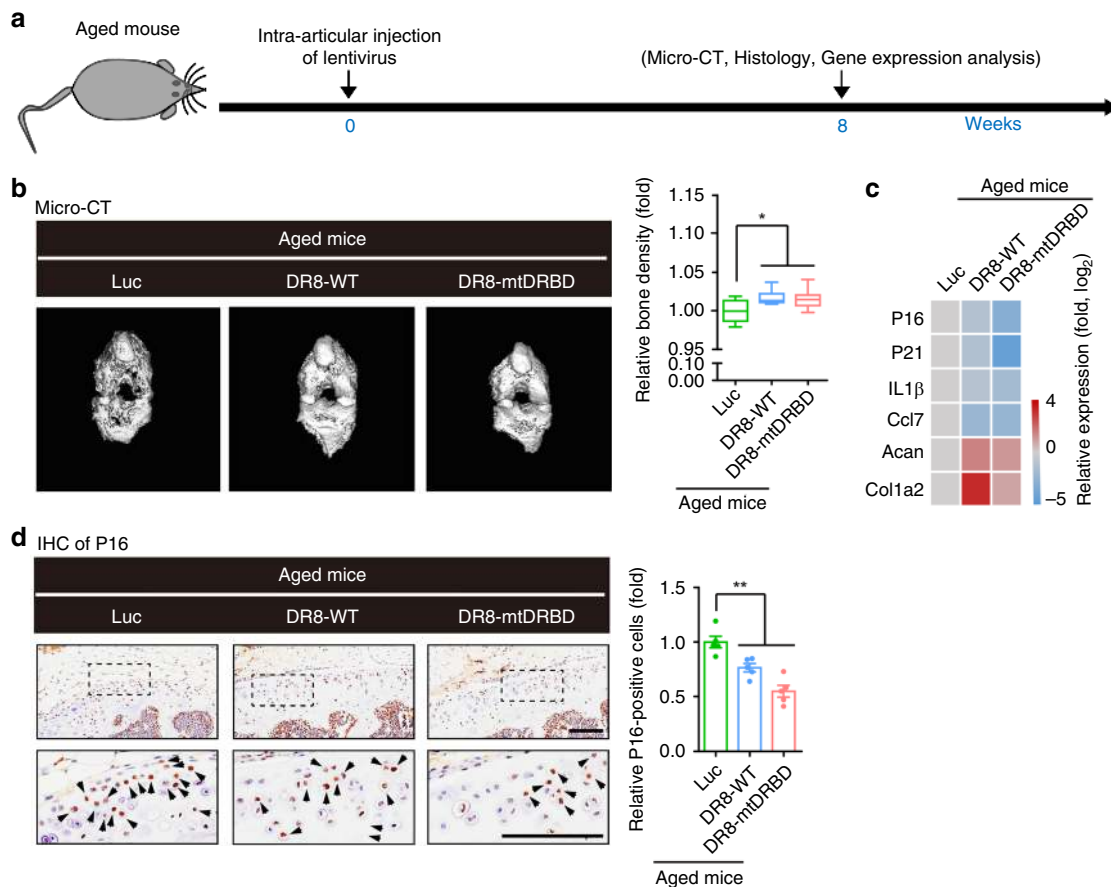 a
Aged mouse
Intra-articular injection
of lentivirus
(Micro-CT, Histology, Gene expression analysis)
0
8
Weeks
b
Micro-CT
Aged mice
Luc
DR8-WT
DR8-mtDRBD
Relative bone density (fold)
1.15
1.10
1.05
1.00
0.95
0.10
0.00
*
Luc
DR8-WT
DR8-mtDRBD
Aged mice
c
Aged mice
Luc
DR8-WT
DR8-mtDRBD
P16
P21
IL1β
Ccl7
Acan
Col1a2
4
0
–5
Relative expression (fold, log₂)
d
IHC of P16
Aged mice
Luc
DR8-WT
DR8-mtDRBD
Relative P16-positive cells (fold)
1.5
1.0
0.5
0.0
**
Luc
DR8-WT
DR8-mtDRBD
Aged mice